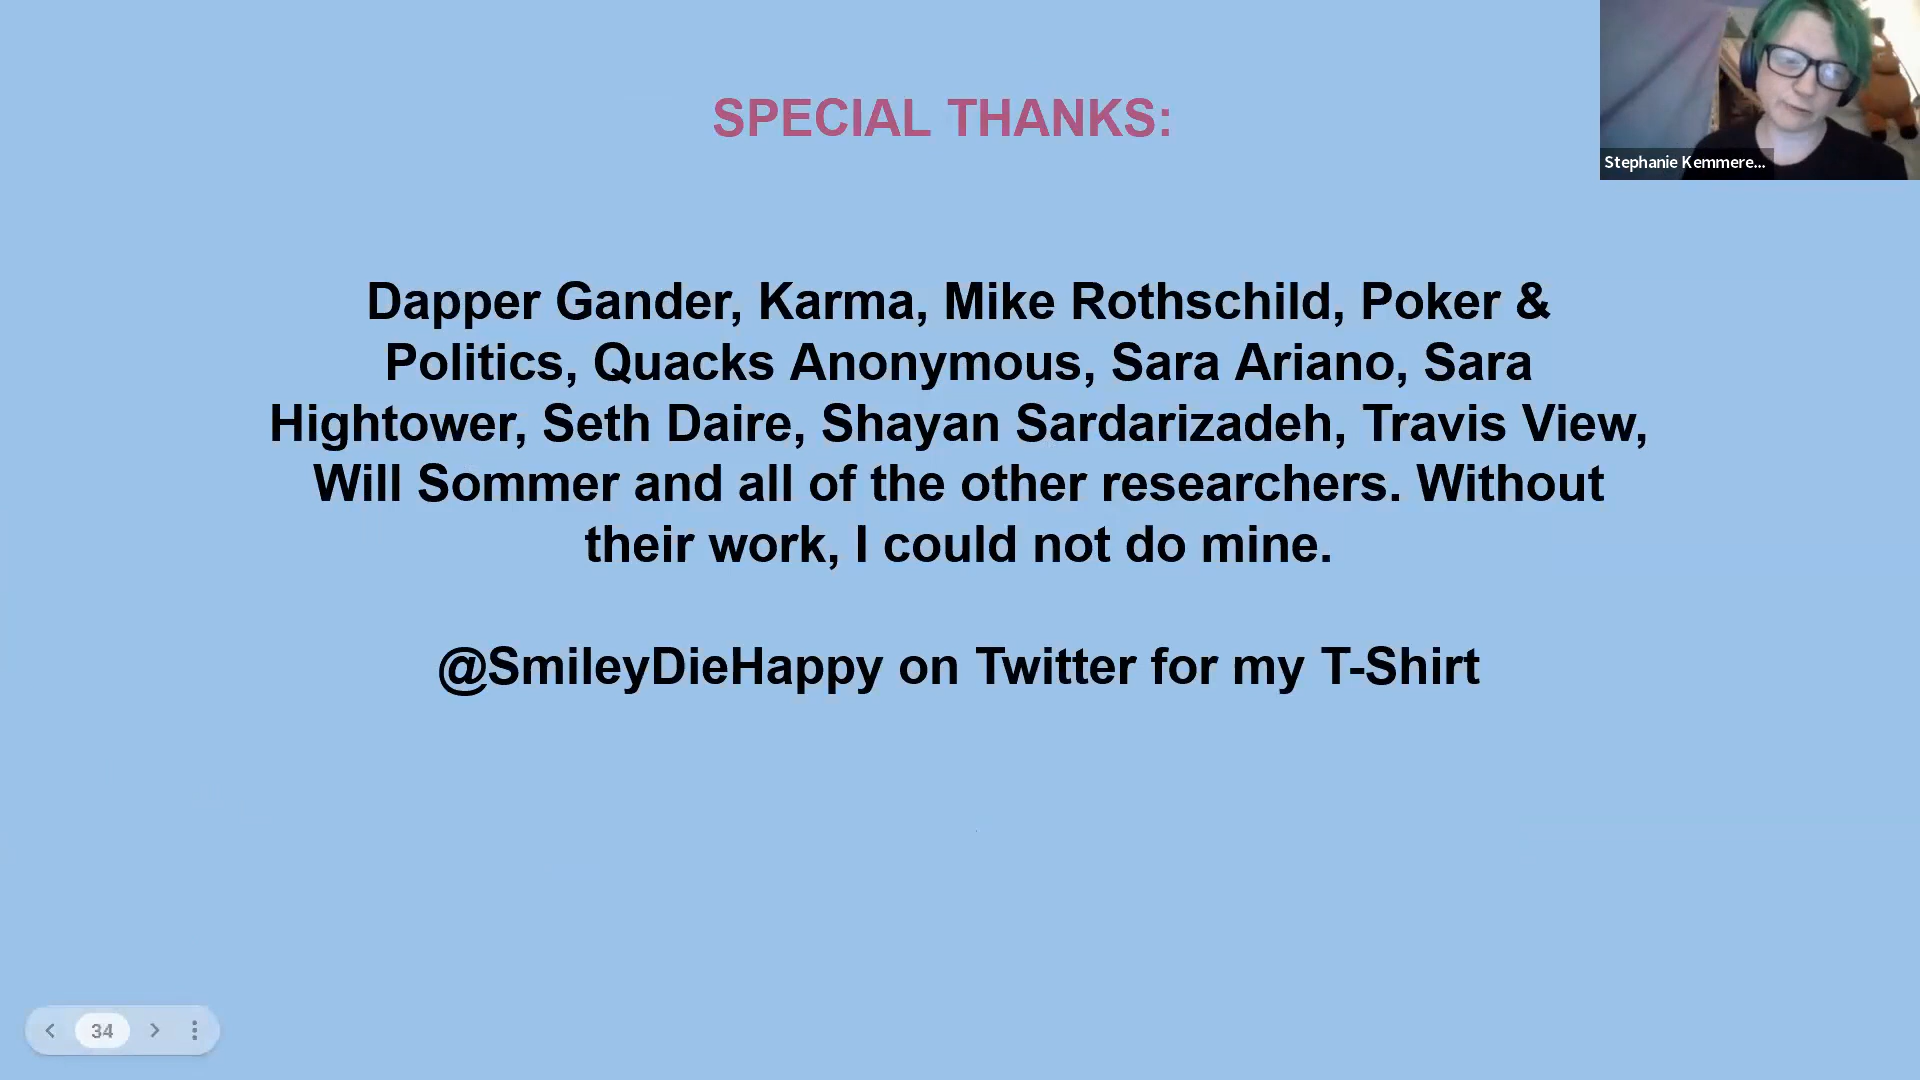 SPECIAL THANKS:
Stephanie Kemmere...
Dapper Gander, Karma, Mike Rothschild, Poker &
Politics, Quacks Anonymous, Sara Ariano, Sara
Hightower, Seth Daire, Shayan Sardarizadeh, Travis View,
Will Sommer and all of the other researchers. Without
their work, I could not do mine.
@SmileyDieHappy on Twitter for my T-Shirt
34